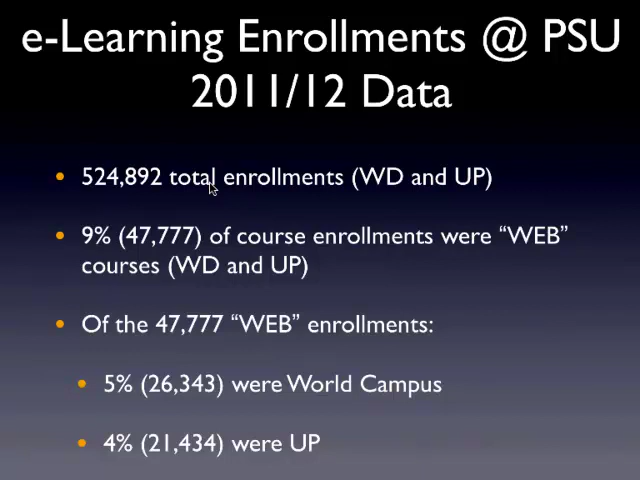 e-Learning Enrollments @ PSU
2011/12 Data
• 524,892 total enrollments (WD and UP)
• 9% (47,777) of course enrollments were “WEB”
courses (WD and UP)
• Of the 47,777 “WEB” enrollments:
• 5% (26,343) were World Campus
• 4% (21,434) were UP